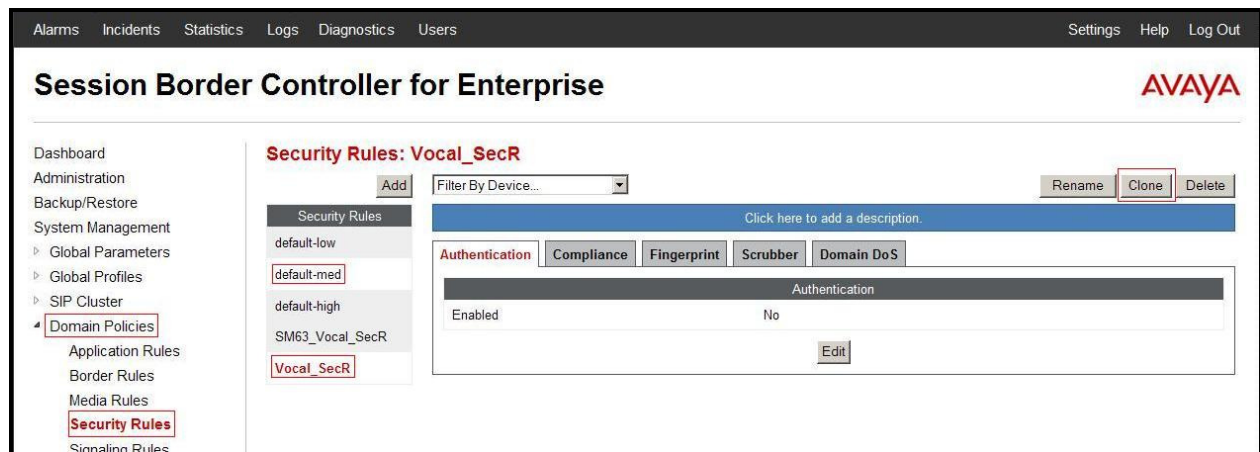 Alarms Incidents Statistics Logs Diagnostics Users Settings Help Log Out
Session Border Controller for Enterprise
AVAYA
Dashboard
Administration
Backup/Restore
System Management
Global Parameters
Global Profiles
SIP Cluster
Domain Policies
Application Rules
Border Rules
Media Rules
Security Rules
Signaling Rules
Security Rules: Vocal_SecR
Add
Filter By Device...
Rename Clone Delete
Security Rules
default-low
default-med
default-high
SM63_Vocal_SecR
Vocal_SecR
Click here to add a description.
Authentication Compliance Fingerprint Scrubber Domain DoS
Authentication
Enabled No
Edit